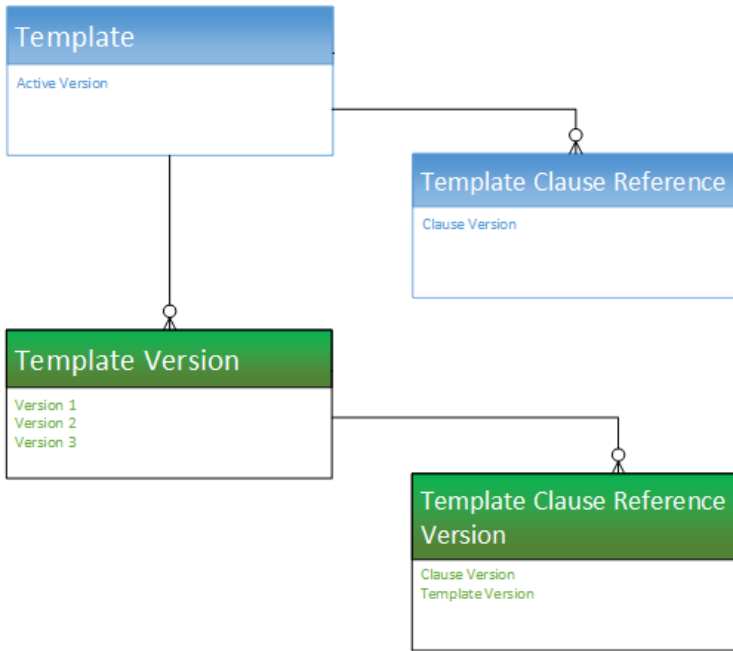 Template
Active Version
Template Clause Reference
Clause Version
Template Version
Version 1
Version 2
Version 3
Template Clause Reference
Version
Clause Version
Template Version